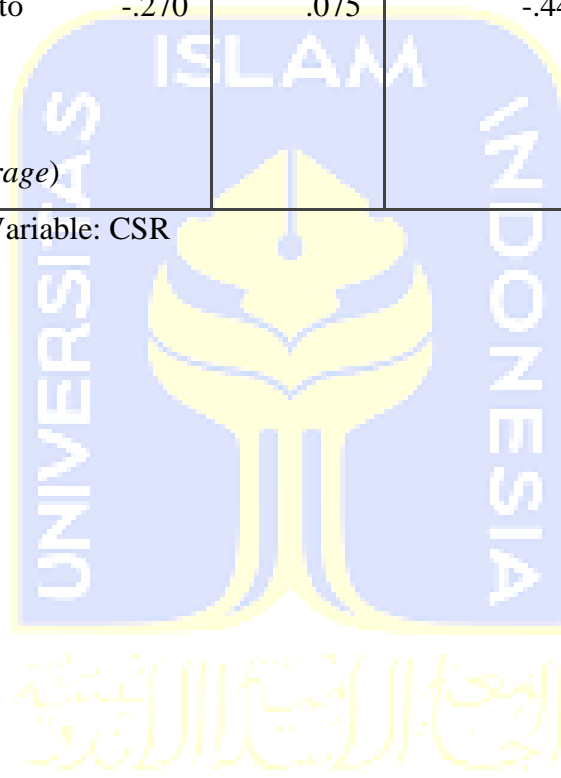 to -.270 .075 -.44
rage)
Variable: CSR
ISLAM
UNIVERSITAS
INDONESIA